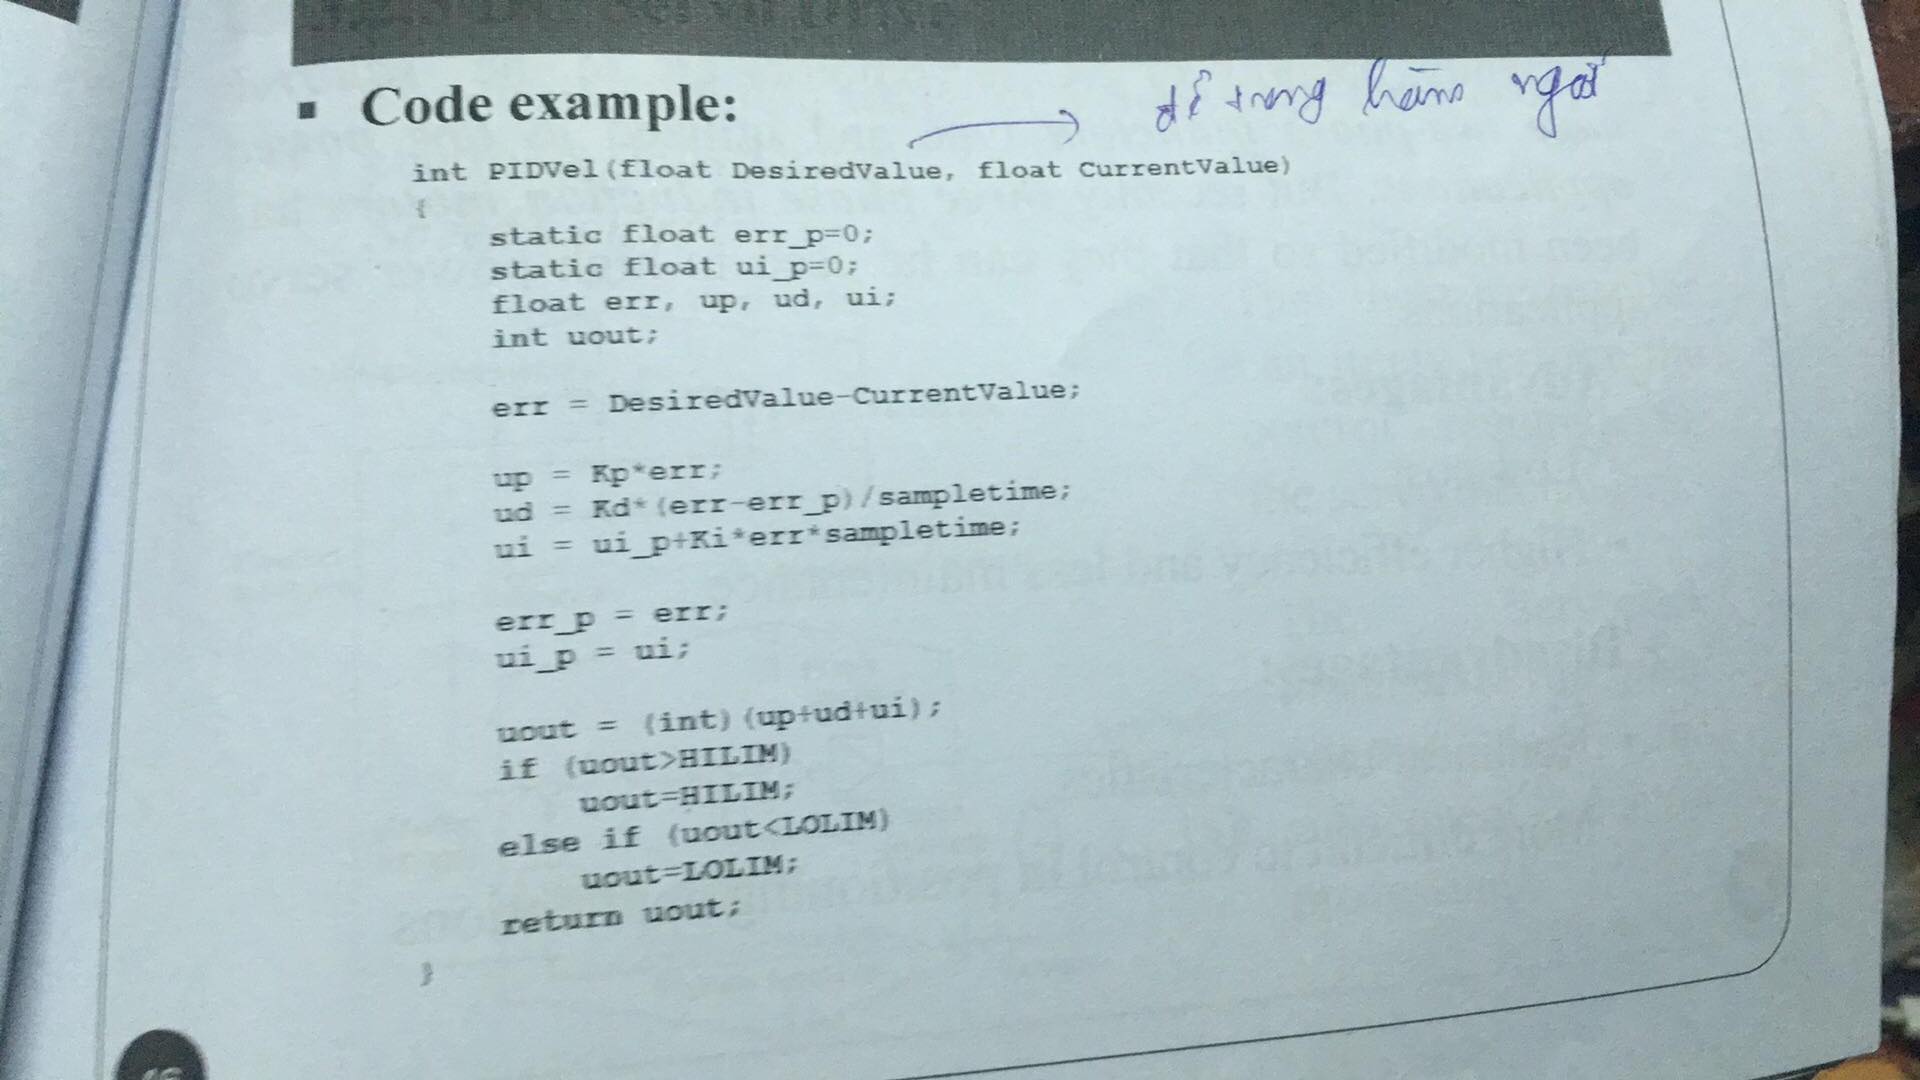 ▪ Code example:
để trong hàm ngắt
int PIDVel(float DesiredValue, float CurrentValue)
{
static float err_p=0;
static float ui_p=0;
float err, up, ud, ui;
int uout;
err = DesiredValue-CurrentValue;
up = Kp*err;
ud = Kd*(err-err_p)/sampletime;
ui = ui_p+Ki*err*sampletime;
err_p = err;
ui_p = ui;
uout = (int)(up+ud+ui);
if (uout>HILIM)
uout=HILIM;
else if (uout<LOLIM)
uout=LOLIM;
return uout;
}